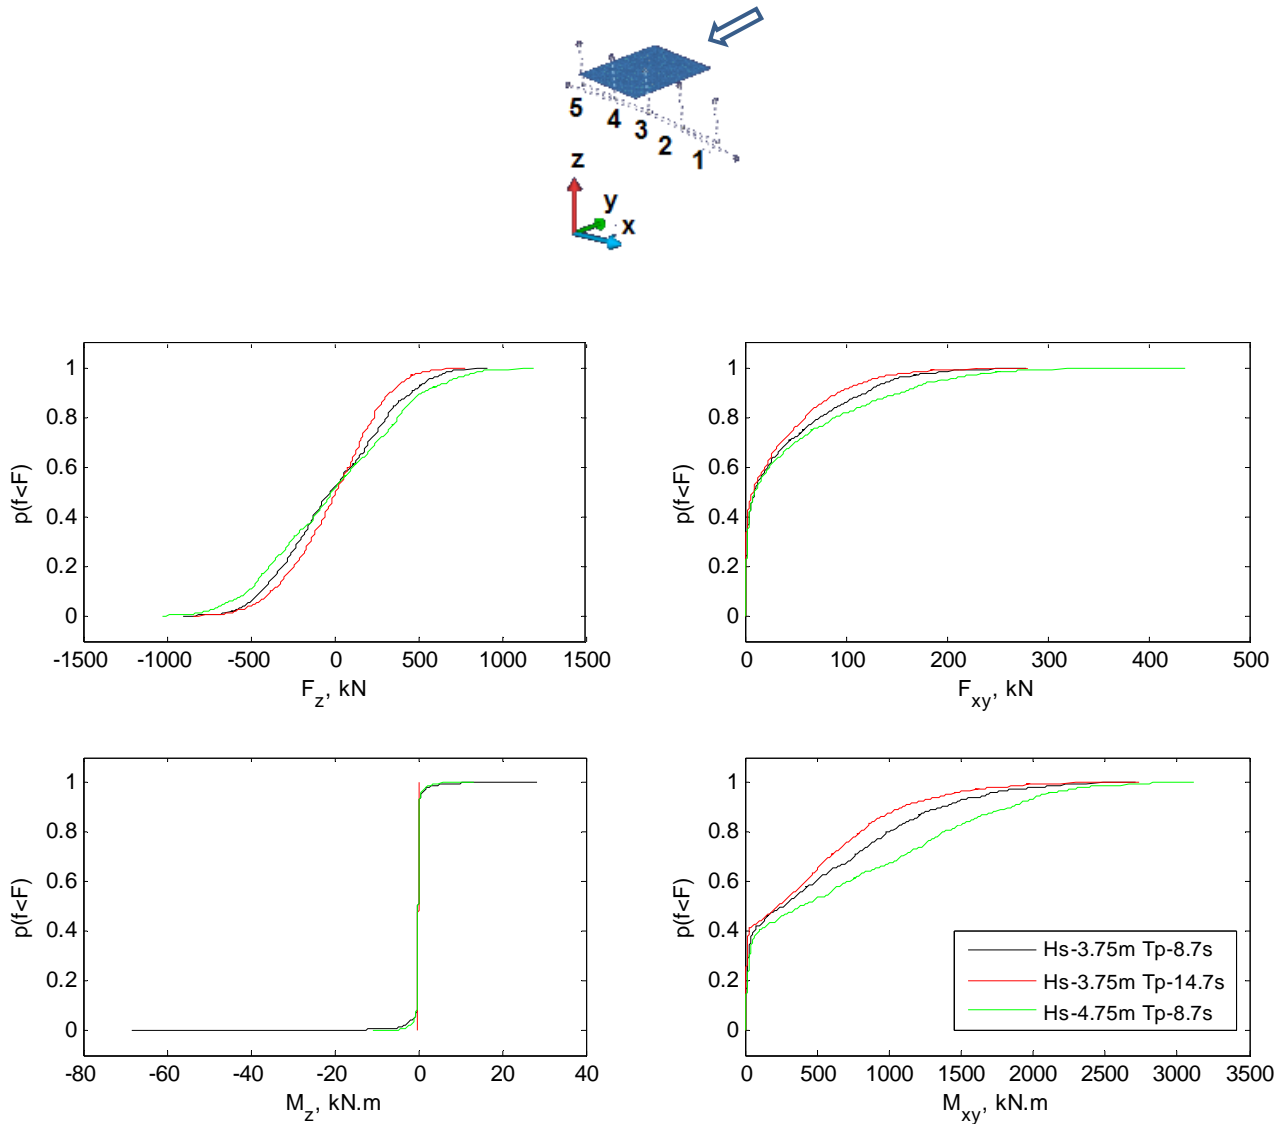 5 4 3 2 1
z
y
x
1
0.8
0.6
0.4
0.2
0
p(f<F)
-1500 -1000 -500 0 500 1000 1500
F_z, kN
1
0.8
0.6
0.4
0.2
0
p(f<F)
0 100 200 300 400 500
F_xy, kN
1
0.8
0.6
0.4
0.2
0
p(f<F)
-80 -60 -40 -20 0 20 40
M_z, kN.m
1
0.8
0.6
0.4
0.2
0
p(f<F)
Hs-3.75m Tp-8.7s
Hs-3.75m Tp-14.7s
Hs-4.75m Tp-8.7s
0 500 1000 1500 2000 2500 3000 3500
M_xy, kN.m